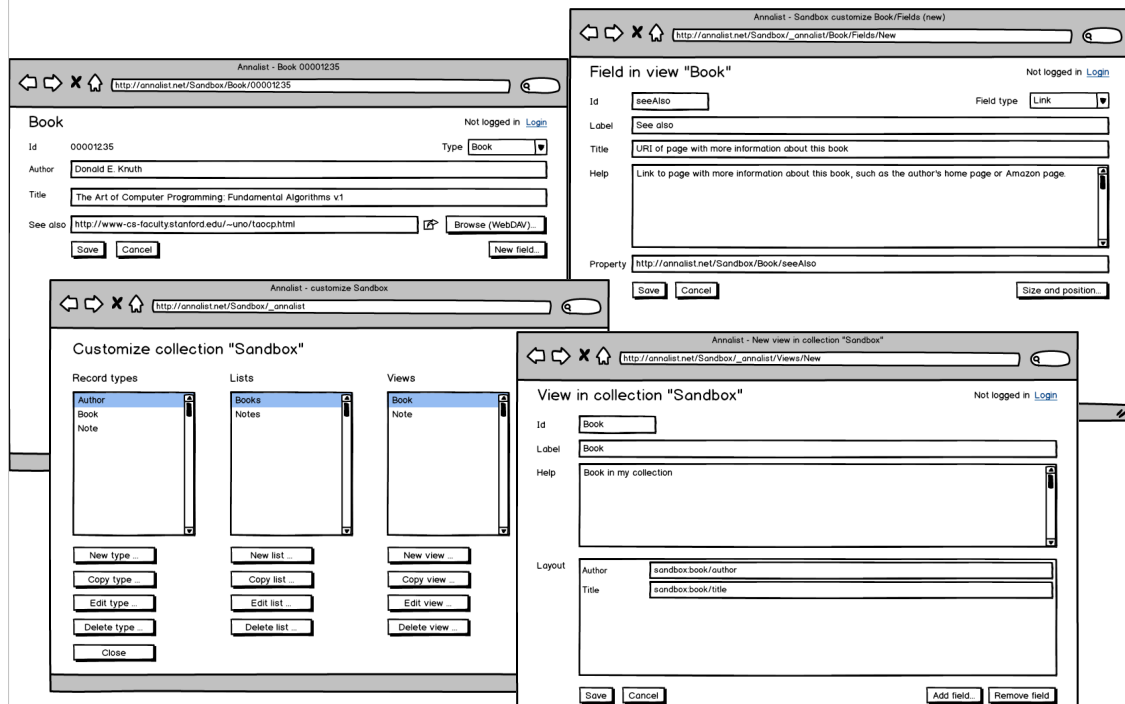 Annalist - Book 00001235
http://annalist.net/Sandbox/Book/00001235
Book
Not logged in Login
Id 00001235 Type Book
Author Donald E. Knuth
Title The Art of Computer Programming: Fundamental Algorithms v.1
See also http://www-cs-faculty.stanford.edu/~uno/taocp.html Browse (WebDAV)...
Save Cancel New field...
Annalist - Sandbox customize Book/Fields (new)
http://annalist.net/Sandbox/_annalist/Book/Fields/New
Field in view "Book"
Not logged in Login
Id seeAlso Field type Link
Label See also
Title URI of page with more information about this book
Help Link to page with more information about this book, such as the author's home page or Amazon page.
Property http://annalist.net/Sandbox/Book/seeAlso
Save Cancel Size and position...
Annalist - customize Sandbox
http://annalist.net/Sandbox/_annalist
Customize collection "Sandbox"
Record types Lists Views
Author Books Book
Book Notes Note
Note
New type ... New list ... New view ...
Copy type ... Copy list ... Copy view ...
Edit type ... Edit list ... Edit view ...
Delete type ... Delete list ... Delete view ...
Close
Annalist - New view in collection "Sandbox"
http://annalist.net/Sandbox/_annalist/Views/New
View in collection "Sandbox"
Not logged in Login
Id Book
Label Book
Help Book in my collection
Layout Author sandbox:book/author
Title sandbox:book/title
Save Cancel Add field... Remove field